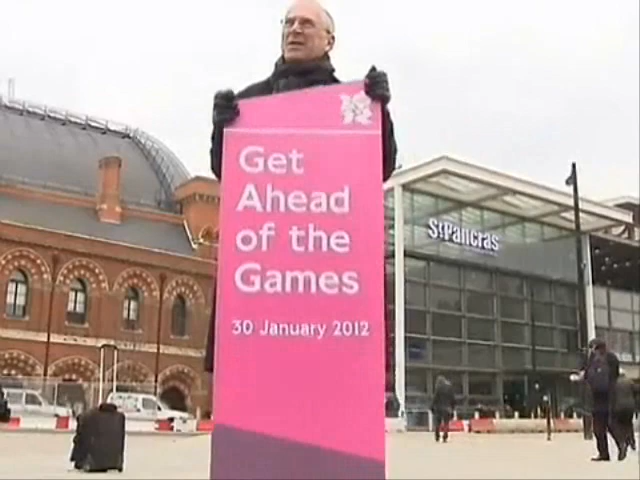 Get
Ahead
of the
Games
30 January 2012
St Pancras